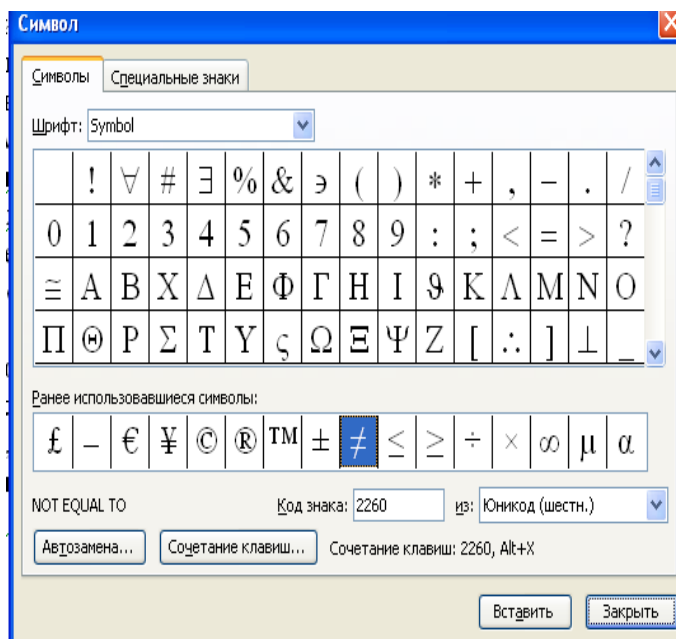 Символ
Символы Специальные знаки
Шрифт: Symbol
! ∀ # ∃ % & ϶ ( ) * + , − . /
0 1 2 3 4 5 6 7 8 9 : ; < = > ?
≅ Α Β Χ Δ Ε Φ Γ Η Ι ϑ Κ Λ Μ Ν Ο
Π Θ Ρ Σ Τ Υ ς Ω Ξ Ψ Ζ [ ∴ ] ⊥ _
Ранее использовавшиеся символы:
£ – € ¥ © ® ™ ± ≠ ≤ ≥ ÷ × ∞ µ α
NOT EQUAL TO Код знака: 2260 из: Юникод (шестн.)
Автозамена... Сочетание клавиш... Сочетание клавиш: 2260, Alt+X
Вставить Закрыть